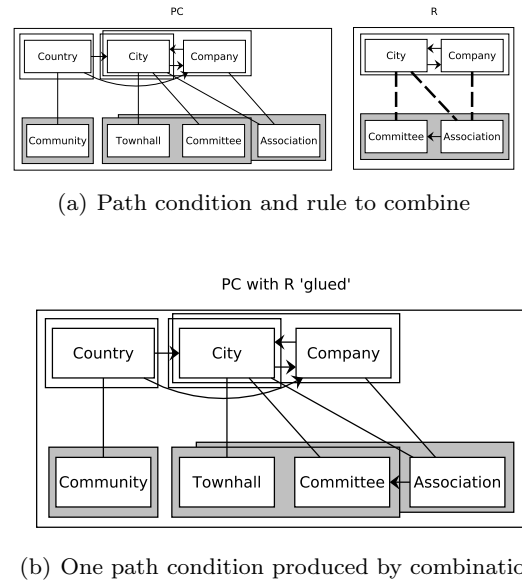 PC R
Country City Company City Company
Community Townhall Committee Association Committee Association
(a) Path condition and rule to combine
PC with R 'glued'
Country City Company
Community Townhall Committee Association
(b) One path condition produced by combinatio